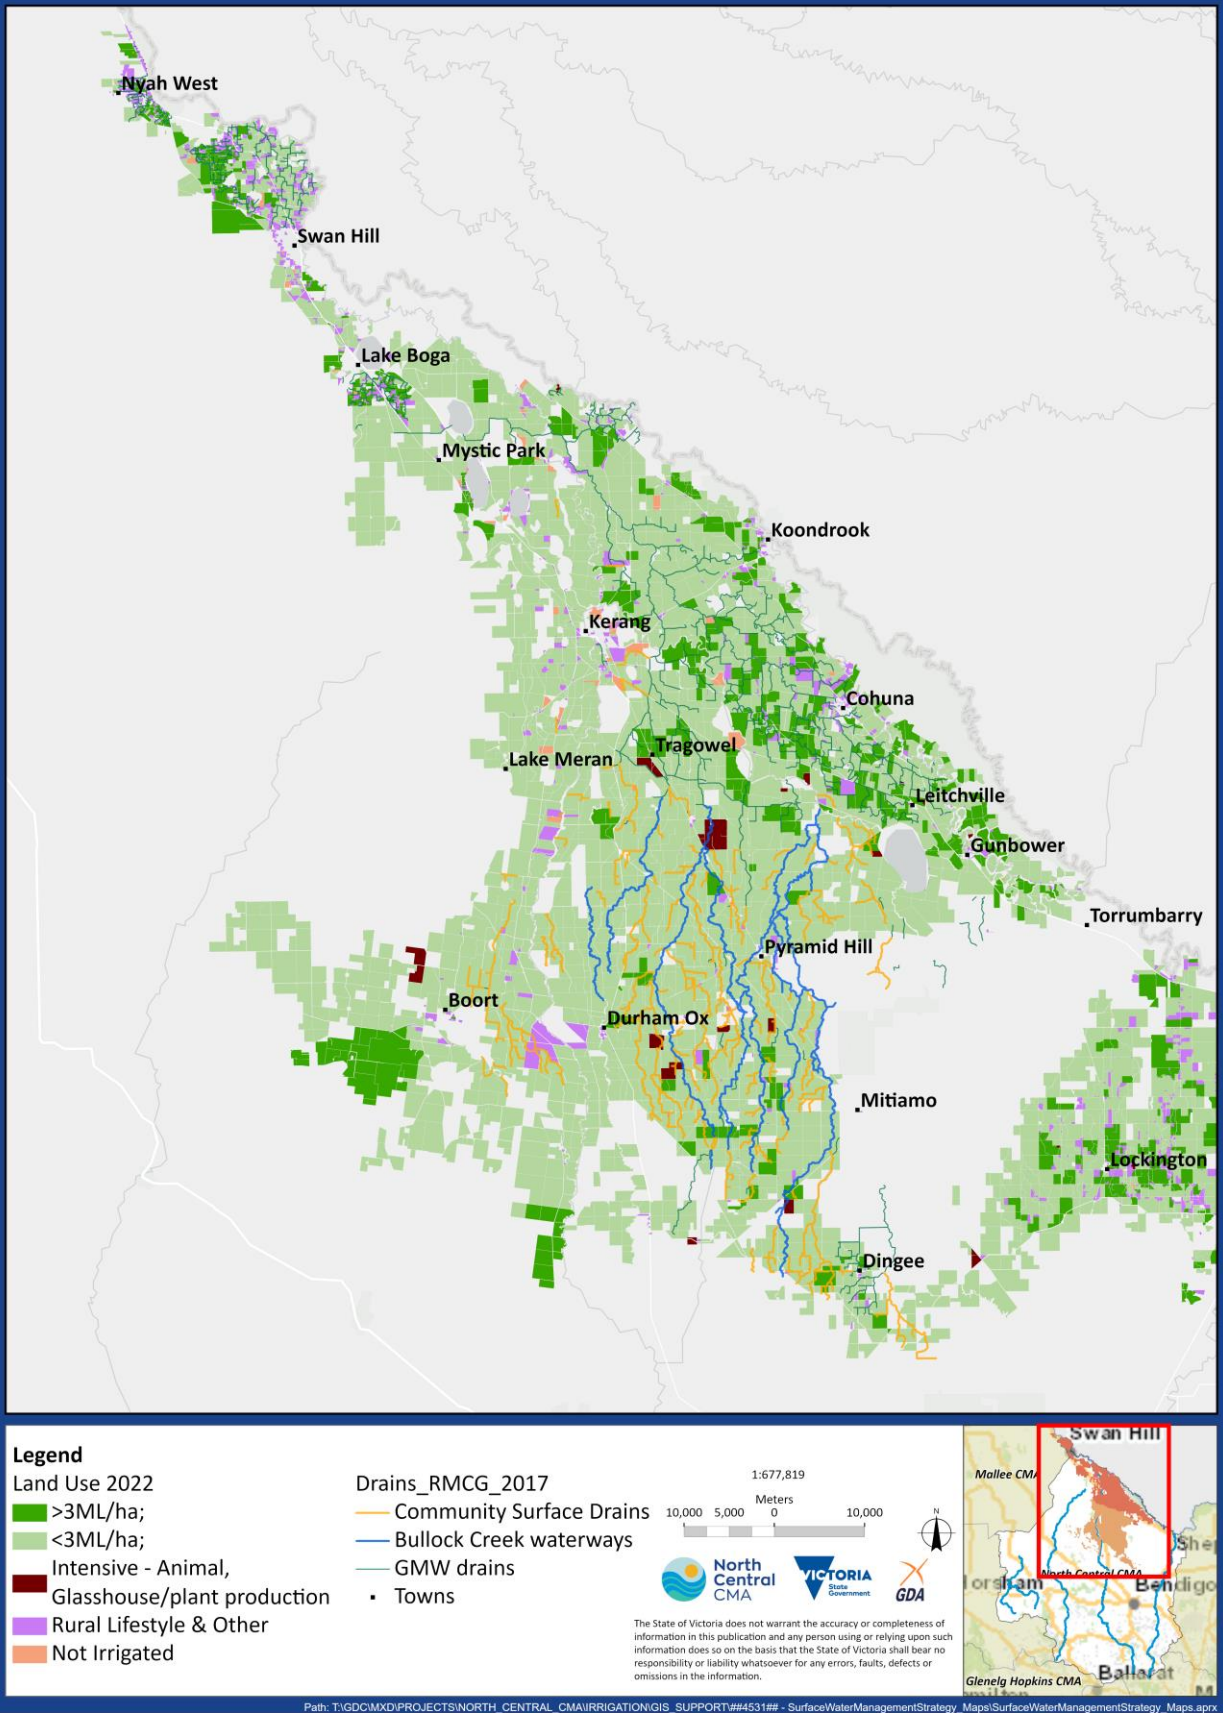 Nyah West
Swan Hill
Lake Boga
Mystic Park
Koondrook
Kerang
Cohuna
Tragowel
Lake Meran
Leitchville
Gunbower
Torrumbarry
Pyramid Hill
Boort
Durham Ox
Mitiamo
Lockington
Dingee
Legend
Land Use 2022
>3ML/ha;
<3ML/ha;
Intensive - Animal,
Glasshouse/plant production
Rural Lifestyle & Other
Not Irrigated
Drains_RMCG_2017
Community Surface Drains
Bullock Creek waterways
GMW drains
Towns
1:677,819
Meters
10,000 5,000 0 10,000
N
North
Central
CMA
VICTORIA
State
Government
GDA
The State of Victoria does not warrant the accuracy or completeness of
information in this publication and any person using or relying upon such
information does so on the basis that the State of Victoria shall bear no
responsibility or liability whatsoever for any errors, faults, defects or
omissions in the information.
Swan Hill
Mallee CMA
Shep
North Central CMA
orsham
Bendigo
Ballarat
Glenelg Hopkins CMA
Path: T:\GDC\MXD\PROJECTS\NORTH_CENTRAL_CMA\IRRIGATION\GIS_SUPPORT\##4531## - SurfaceWaterManagementStrategy_Maps\SurfaceWaterManagementStrategy_Maps.aprx